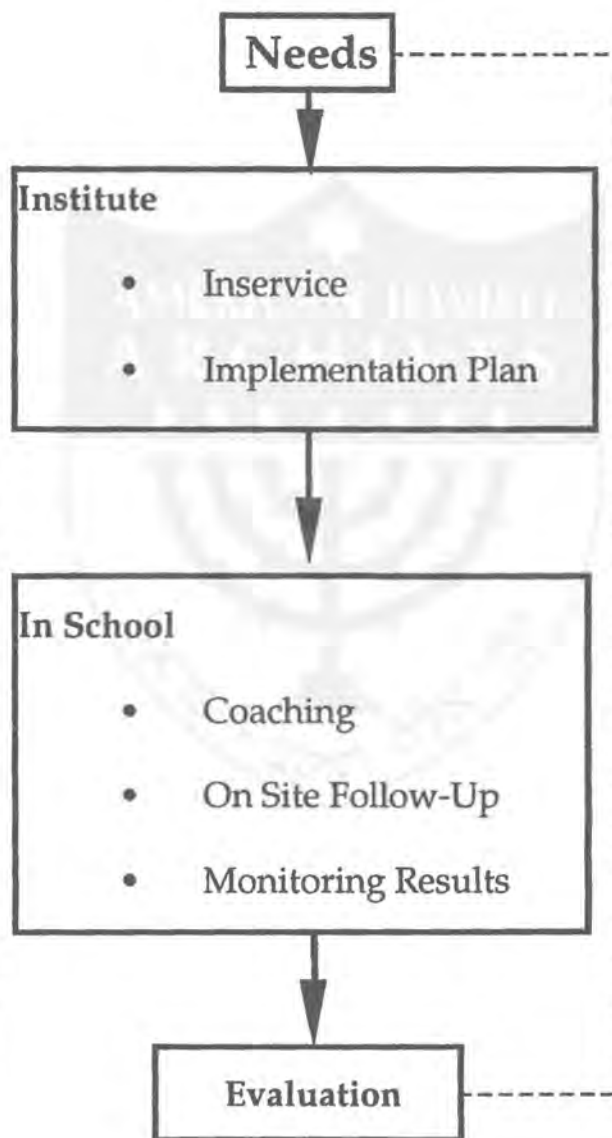 Needs
Institute
• Inservice
• Implementation Plan
In School
• Coaching
• On Site Follow-Up
• Monitoring Results
Evaluation